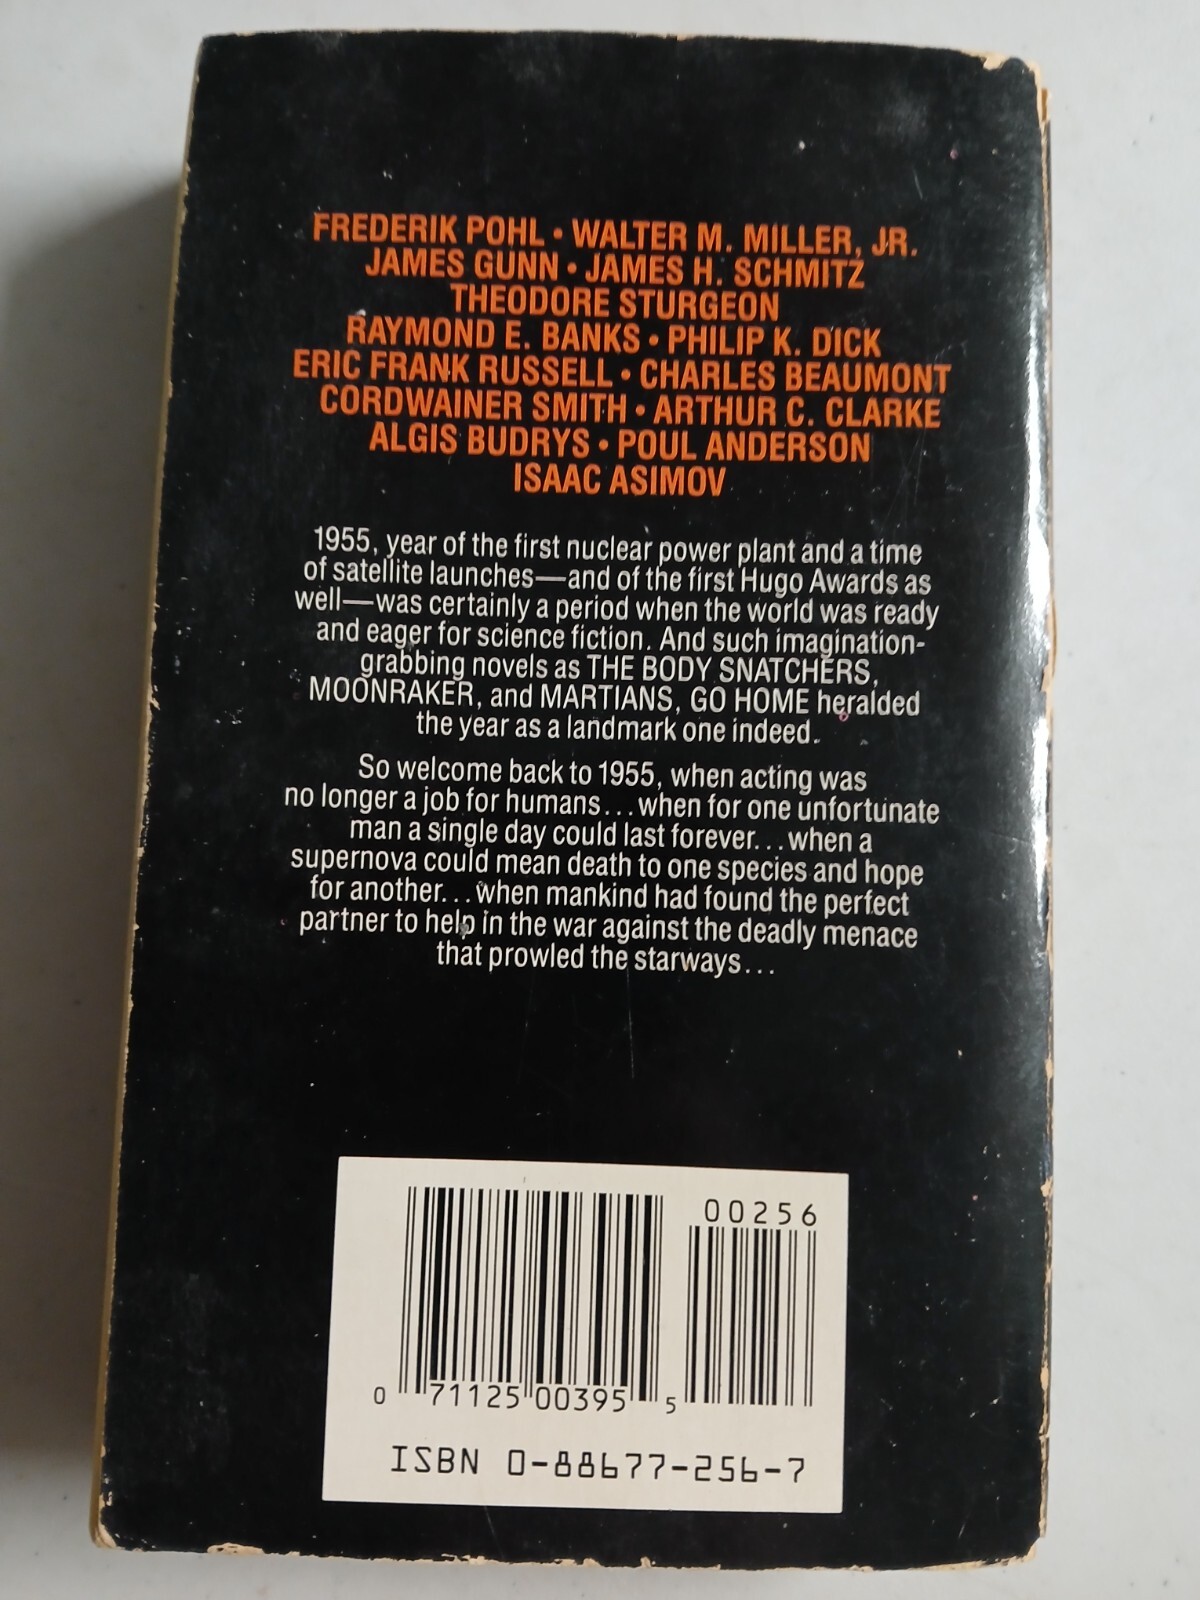 FREDERIK POHL • WALTER M. MILLER, JR.
JAMES GUNN • JAMES H. SCHMITZ
THEODORE STURGEON
RAYMOND E. BANKS • PHILIP K. DICK
ERIC FRANK RUSSELL • CHARLES BEAUMONT
CORDWAINER SMITH • ARTHUR C. CLARKE
ALGIS BUDRYS • POUL ANDERSON
ISAAC ASIMOV
1955, year of the first nuclear power plant and a time
of satellite launches—and of the first Hugo Awards as
well—was certainly a period when the world was ready
and eager for science fiction. And such imagination-
grabbing novels as THE BODY SNATCHERS,
MOONRAKER, and MARTIANS, GO HOME heralded
the year as a landmark one indeed.
So welcome back to 1955, when acting was
no longer a job for humans...when for one unfortunate
man a single day could last forever...when a
supernova could mean death to one species and hope
for another...when mankind had found the perfect
partner to help in the war against the deadly menace
that prowled the starways...
00256
0 71125 00395 5
ISBN 0-88677-256-7